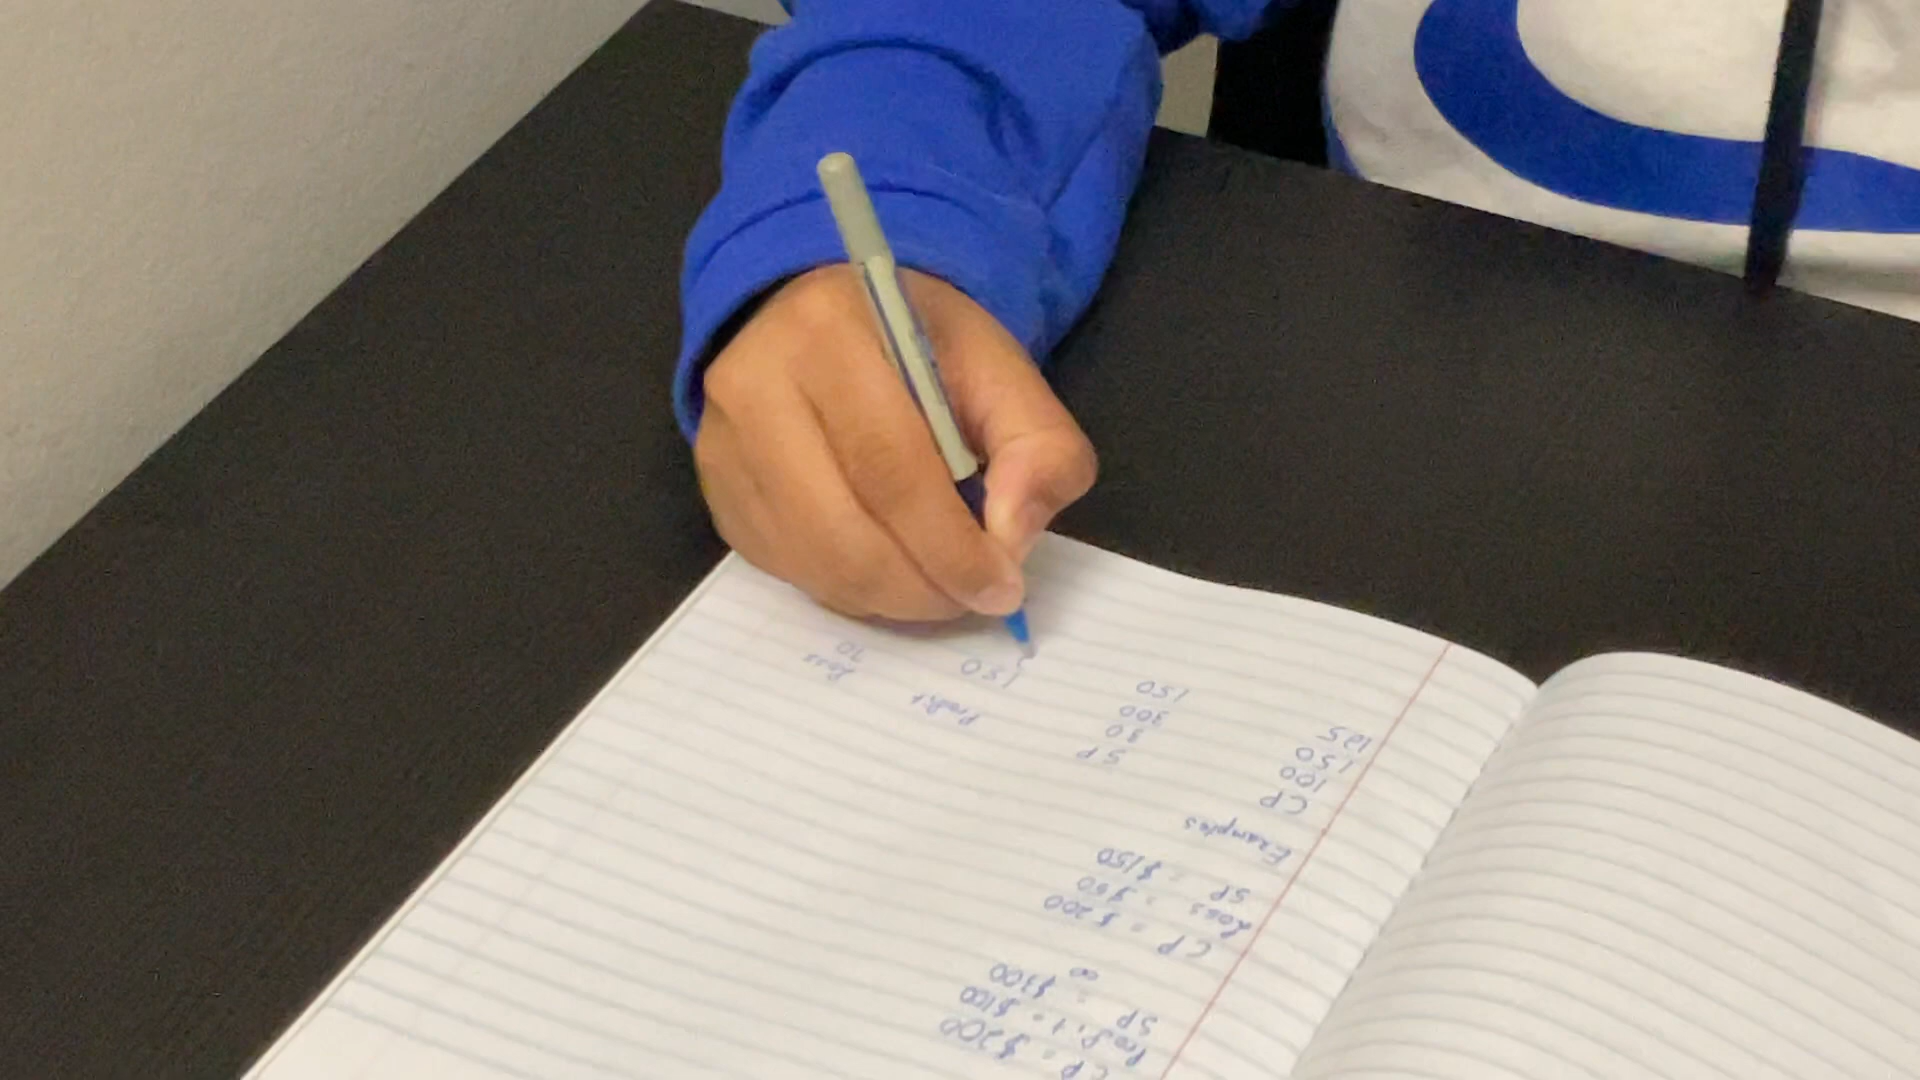 CP = $200
Profit = $100
SP = $300
CP = $200
Loss = $50
SP = $150
Examples
CP SP Profit Loss
100 30 70
150 300 150
125 150